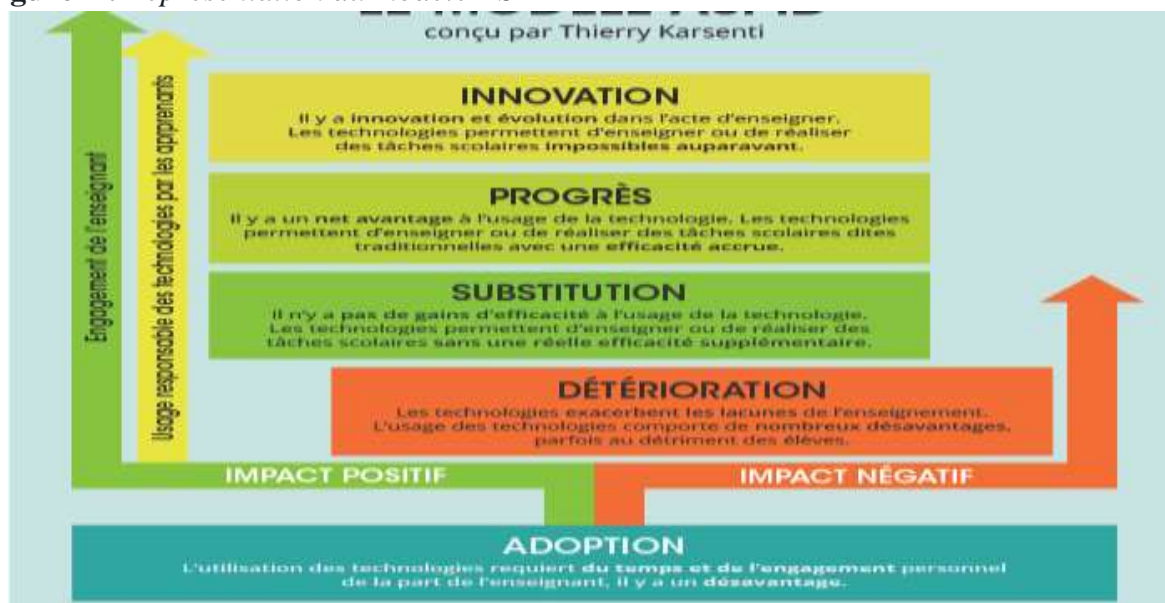 conçu par Thierry Karsenti
INNOVATION
Il y a innovation et évolution dans l'acte d'enseigner.
Les technologies permettent d'enseigner ou de réaliser
des tâches scolaires impossibles auparavant.
PROGRÈS
Il y a un net avantage à l'usage de la technologie. Les technologies
permettent d'enseigner ou de réaliser des tâches scolaires dites
traditionnelles avec une efficacité accrue.
SUBSTITUTION
Il n'y a pas de gains d'efficacité à l'usage de la technologie.
Les technologies permettent d'enseigner ou de réaliser des
tâches scolaires sans une réelle efficacité supplémentaire.
DÉTÉRIORATION
Les technologies exacerbent les lacunes de l'enseignement.
L'usage des technologies comporte de nombreux désavantages,
parfois au détriment des élèves.
Engagement de l'enseignant
Usage responsable des technologies par les apprenants
IMPACT POSITIF
IMPACT NÉGATIF
ADOPTION
L'utilisation des technologies requiert du temps et de l'engagement personnel
de la part de l'enseignant, il y a un désavantage.